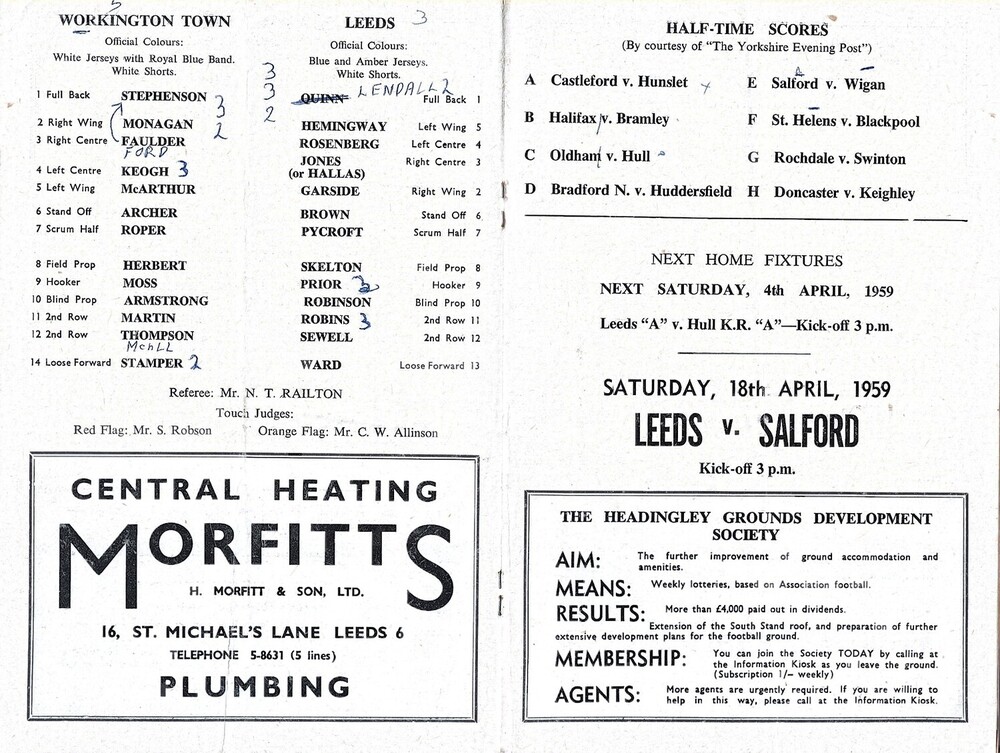 5
WORKINGTON TOWN
Official Colours:
White Jerseys with Royal Blue Band.
White Shorts.
1 Full Back STEPHENSON 3
3
2 Right Wing MONAGAN 2
3 Right Centre FAULDER
FORD
4 Left Centre KEOGH 3
5 Left Wing McARTHUR
6 Stand Off ARCHER
7 Scrum Half ROPER
8 Field Prop HERBERT
9 Hooker MOSS
10 Blind Prop ARMSTRONG
11 2nd Row MARTIN
12 2nd Row THOMPSON
MchLL
14 Loose Forward STAMPER 2
LEEDS 3
Official Colours:
Blue and Amber Jerseys.
White Shorts.
3
3
2
QUINN LENDALL 2 Full Back 1
HEMINGWAY Left Wing 5
ROSENBERG Left Centre 4
JONES Right Centre 3
(or HALLAS)
GARSIDE Right Wing 2
BROWN Stand Off 6
PYCROFT Scrum Half 7
SKELTON Field Prop 8
PRIOR 3 Hooker 9
ROBINSON Blind Prop 10
ROBINS 3 2nd Row 11
SEWELL 2nd Row 12
WARD Loose Forward 13
Referee: Mr. N. T. RAILTON
Touch Judges:
Red Flag: Mr. S. Robson Orange Flag: Mr. C. W. Allinson
CENTRAL HEATING
MORFITTS
H. MORFITT & SON, LTD.
16, ST. MICHAEL'S LANE LEEDS 6
TELEPHONE 5-8631 (5 lines)
PLUMBING
HALF-TIME SCORES
(By courtesy of "The Yorkshire Evening Post")
A Castleford v. Hunslet E Salford v. Wigan
B Halifax v. Bramley F St. Helens v. Blackpool
C Oldham v. Hull G Rochdale v. Swinton
D Bradford N. v. Huddersfield H Doncaster v. Keighley
NEXT HOME FIXTURES
NEXT SATURDAY, 4th APRIL, 1959
Leeds "A" v. Hull K.R. "A"—Kick-off 3 p.m.
SATURDAY, 18th APRIL, 1959
LEEDS v. SALFORD
Kick-off 3 p.m.
THE HEADINGLEY GROUNDS DEVELOPMENT
SOCIETY
AIM: The further improvement of ground accommodation and
amenities.
MEANS: Weekly lotteries, based on Association football.
RESULTS: More than £4,000 paid out in dividends.
Extension of the South Stand roof, and preparation of further
extensive development plans for the football ground.
MEMBERSHIP: You can join the Society TODAY by calling at
the Information Kiosk as you leave the ground.
(Subscription 1/- weekly)
AGENTS: More agents are urgently required. If you are willing to
help in this way, please call at the Information Kiosk.